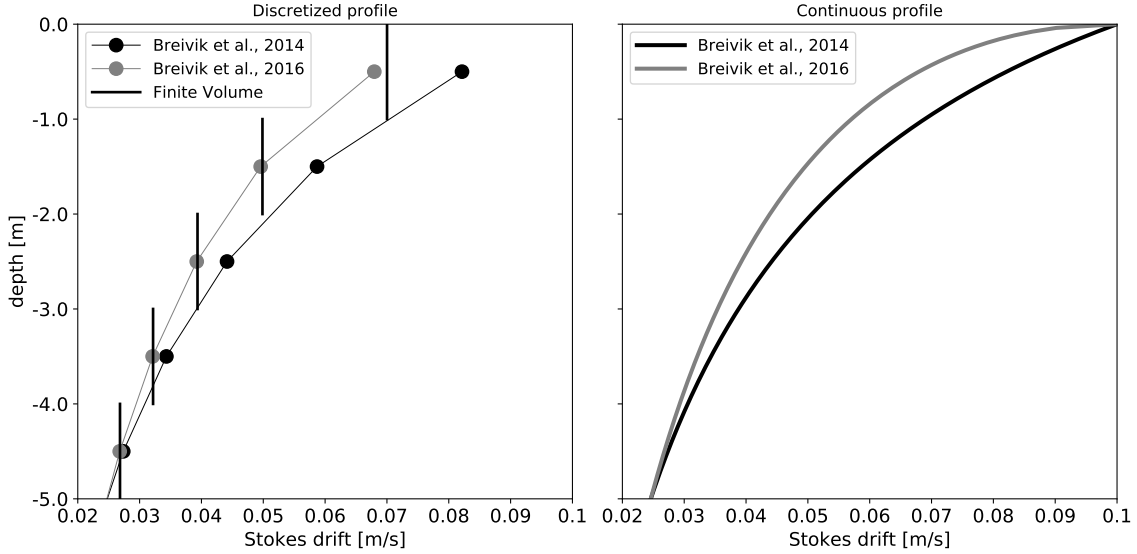 Discretized profile
Breivik et al., 2014
Breivik et al., 2016
Finite Volume
0.0
-1.0
-2.0
-3.0
-4.0
-5.0
depth [m]
0.02 0.03 0.04 0.05 0.06 0.07 0.08 0.09 0.1
Stokes drift [m/s]
Continuous profile
Breivik et al., 2014
Breivik et al., 2016
0.02 0.03 0.04 0.05 0.06 0.07 0.08 0.09 0.1
Stokes drift [m/s]